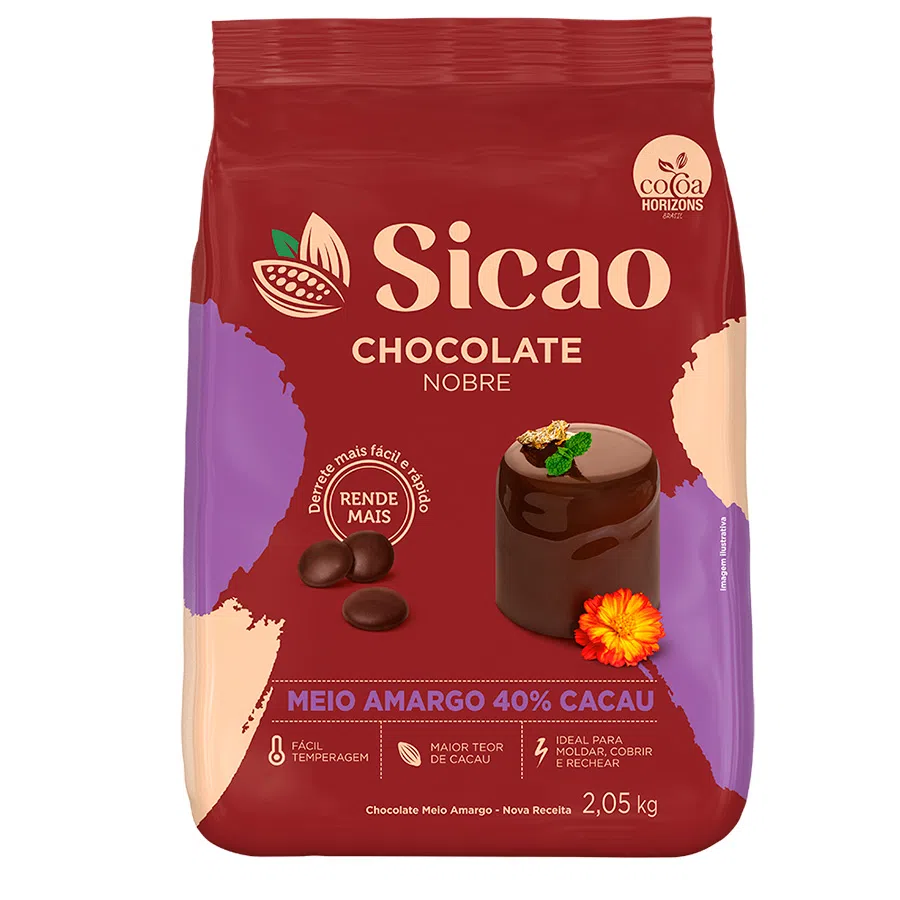 cocoa
HORIZONS
BRASIL
Sicao
CHOCOLATE
NOBRE
Derrete mais fácil e rápido
RENDE
MAIS
Imagem ilustrativa
MEIO AMARGO 40% CACAU
FÁCIL
TEMPERAGEM
MAIOR TEOR
DE CACAU
IDEAL PARA
MOLDAR, COBRIR
E RECHEAR
Chocolate Meio Amargo - Nova Receita 2,05 kg